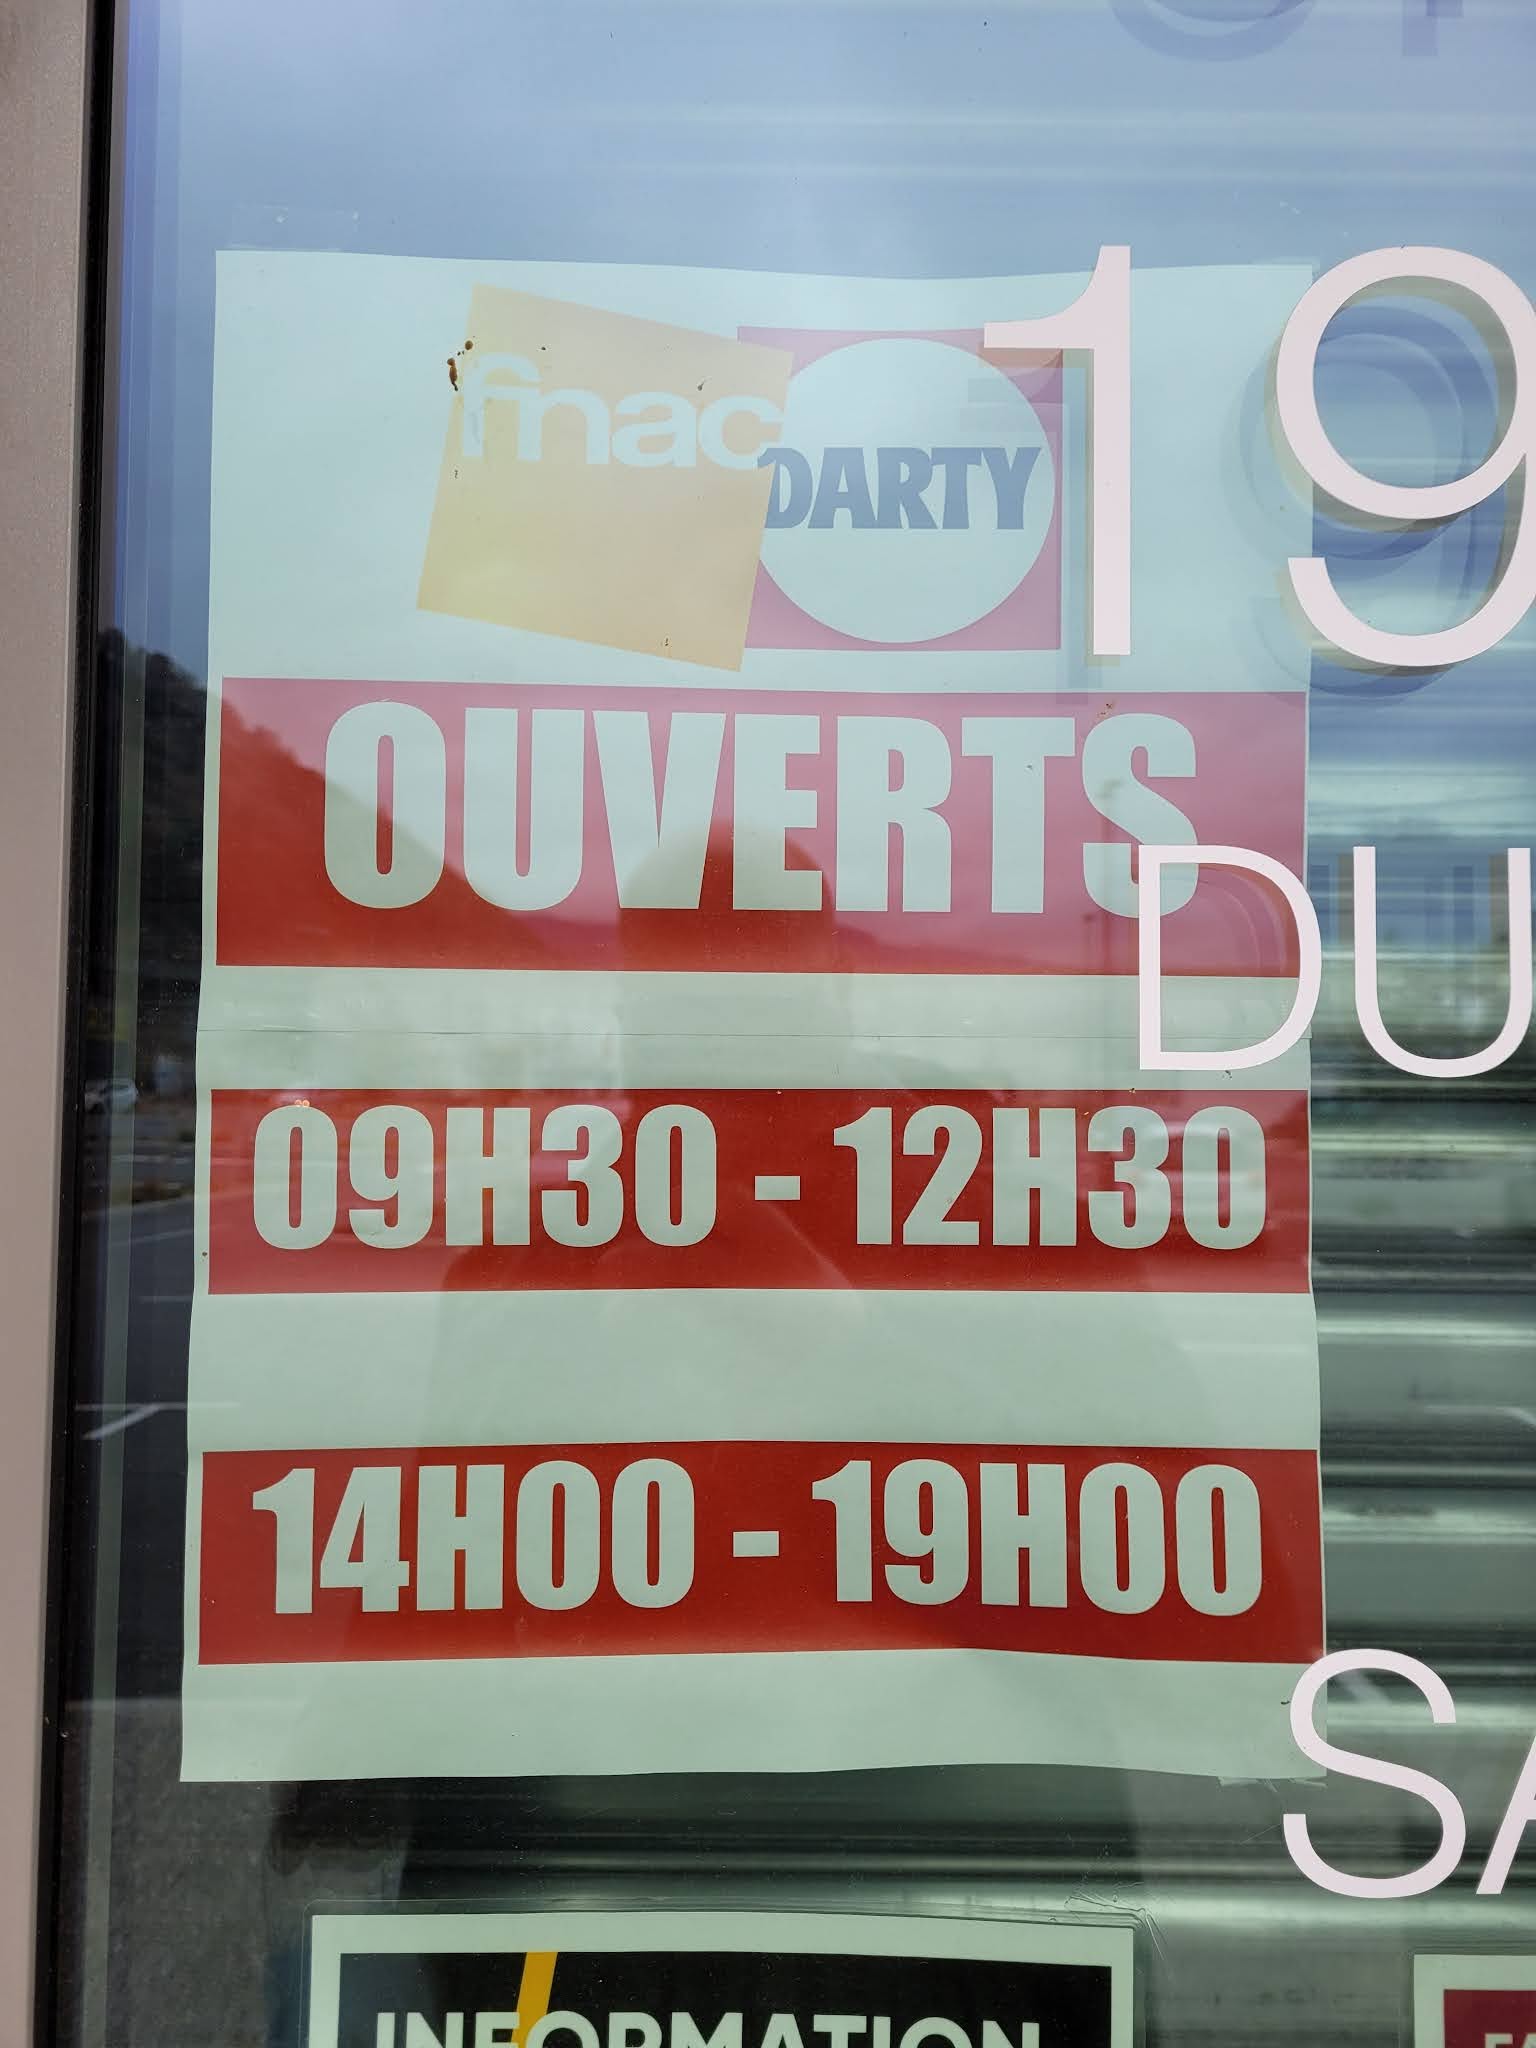 19
fnac
DARTY
OUVERTS
DU
09H30 - 12H30
14H00 - 19H00
SA
INFORMATION